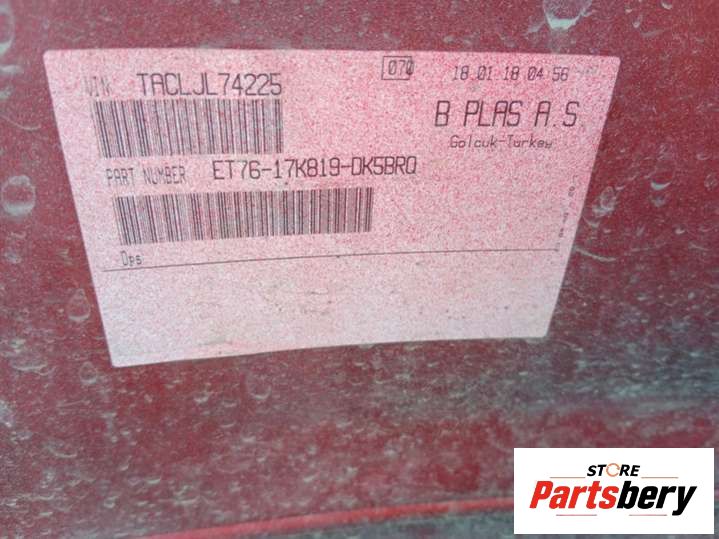 VIN TACLJL74225
070 18 01 18 04 56
B PLAS A.S
Golcuk-Turkey
PART NUMBER ET76-17K819-DK5BRQ
Ops
STORE
Partsbery